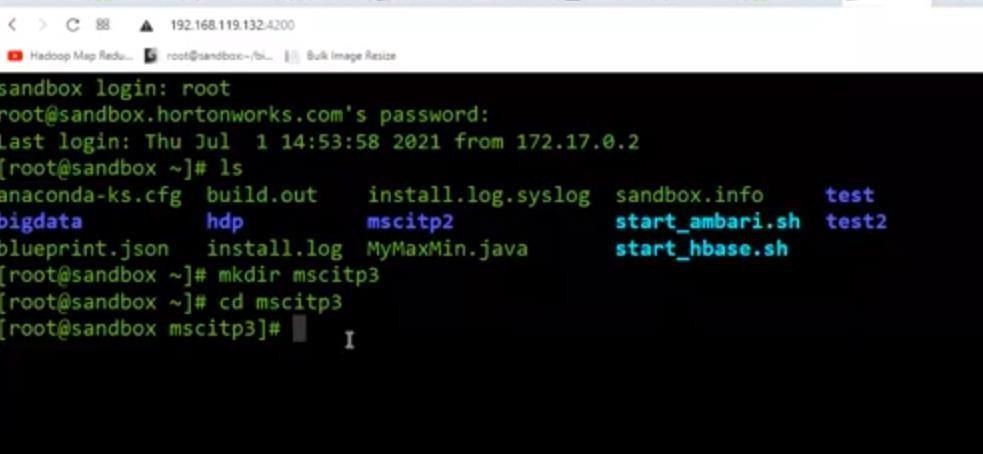 192.168.119.132:4200
Hadoop Map Redu... root@sandbox:~/bi... Bulk Image Resize
sandbox login: root
root@sandbox.hortonworks.com's password:
Last login: Thu Jul  1 14:53:58 2021 from 172.17.0.2
[root@sandbox ~]# ls
anaconda-ks.cfg  build.out    install.log.syslog  sandbox.info     test
bigdata          hdp          mscitp2             start_ambari.sh  test2
blueprint.json   install.log  MyMaxMin.java       start_hbase.sh
[root@sandbox ~]# mkdir mscitp3
[root@sandbox ~]# cd mscitp3
[root@sandbox mscitp3]#